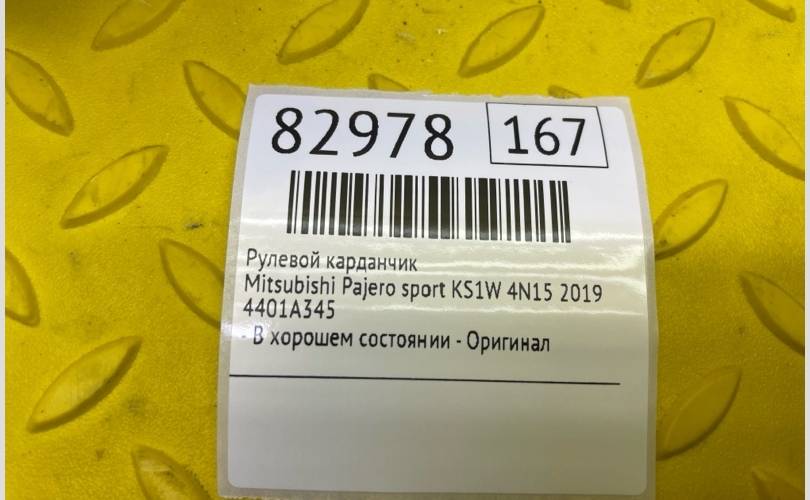 82978 167
Рулевой карданчик
Mitsubishi Pajero sport KS1W 4N15 2019
4401A345
- В хорошем состоянии - Оригинал